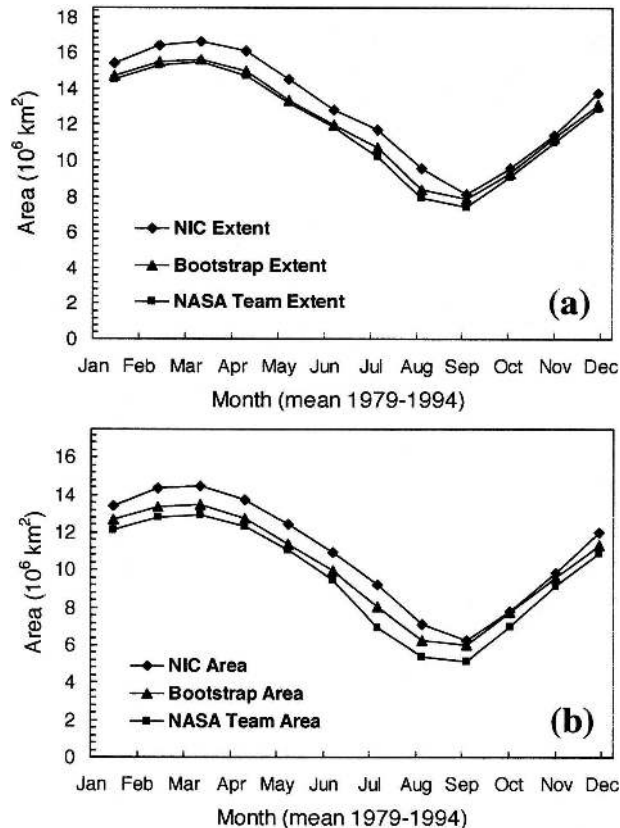 18
16
14
12
10
8
6
4
2
0
Area (10⁶ km²)
NIC Extent
Bootstrap Extent
NASA Team Extent
(a)
Jan Feb Mar Apr May Jun Jul Aug Sep Oct Nov Dec
Month (mean 1979-1994)
16
14
12
10
8
6
4
2
0
Area (10⁶ km²)
NIC Area
Bootstrap Area
NASA Team Area
(b)
Jan Feb Mar Apr May Jun Jul Aug Sep Oct Nov Dec
Month (mean 1979-1994)